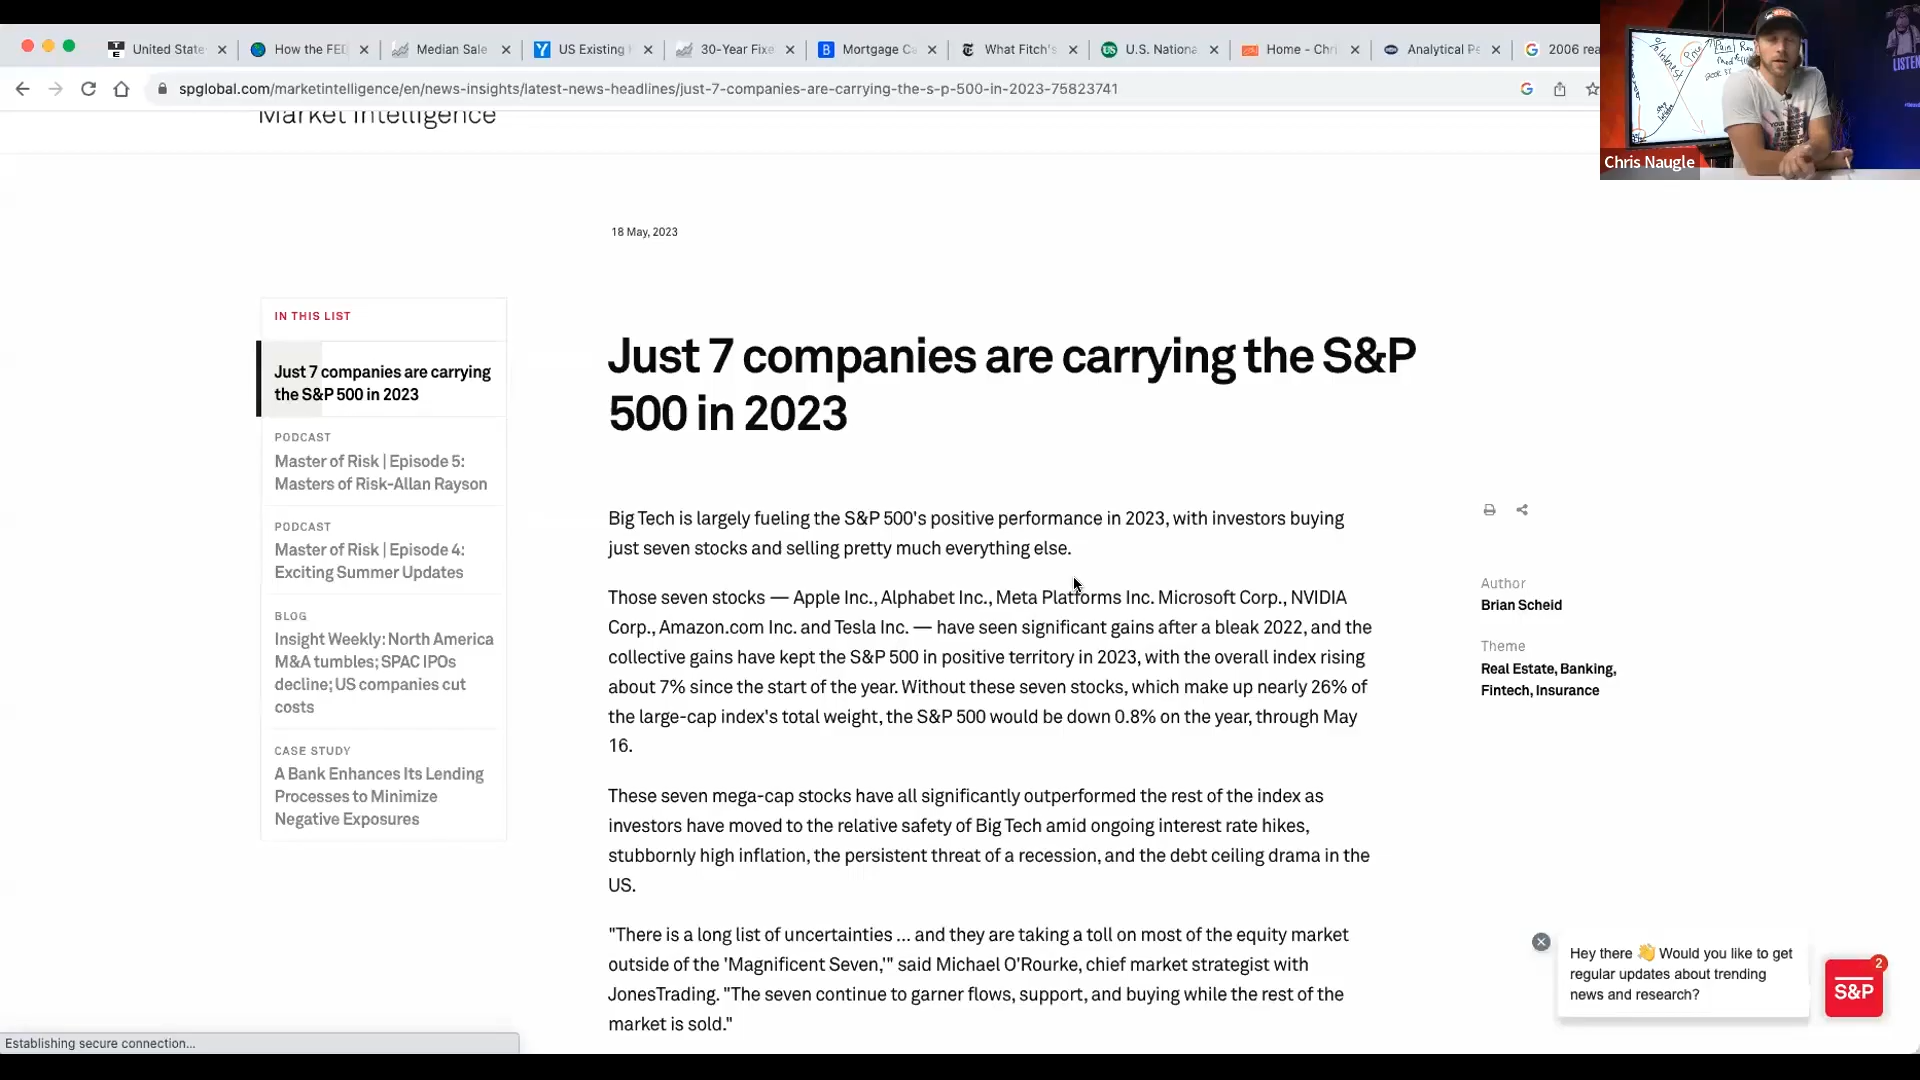 United State
How the FED
Median Sale
US Existing
30-Year Fixe
Mortgage Ca
What Fitch's
U.S. Nationa
Home - Chri
Analytical Pe
2006 rea
spglobal.com/marketintelligence/en/news-insights/latest-news-headlines/just-7-companies-are-carrying-the-s-p-500-in-2023-75823741
LISTEN
Chris Naugle
Market Intelligence
18 May, 2023
IN THIS LIST
Just 7 companies are carrying
the S&P 500 in 2023
PODCAST
Master of Risk | Episode 5:
Masters of Risk-Allan Rayson
PODCAST
Master of Risk | Episode 4:
Exciting Summer Updates
BLOG
Insight Weekly: North America
M&A tumbles; SPAC IPOs
decline; US companies cut
costs
CASE STUDY
A Bank Enhances Its Lending
Processes to Minimize
Negative Exposures
Just 7 companies are carrying the S&P
500 in 2023
Big Tech is largely fueling the S&P 500's positive performance in 2023, with investors buying
just seven stocks and selling pretty much everything else.
Those seven stocks — Apple Inc., Alphabet Inc., Meta Platforms Inc. Microsoft Corp., NVIDIA
Corp., Amazon.com Inc. and Tesla Inc. — have seen significant gains after a bleak 2022, and the
collective gains have kept the S&P 500 in positive territory in 2023, with the overall index rising
about 7% since the start of the year. Without these seven stocks, which make up nearly 26% of
the large-cap index's total weight, the S&P 500 would be down 0.8% on the year, through May
16.
These seven mega-cap stocks have all significantly outperformed the rest of the index as
investors have moved to the relative safety of Big Tech amid ongoing interest rate hikes,
stubbornly high inflation, the persistent threat of a recession, and the debt ceiling drama in the
US.
"There is a long list of uncertainties ... and they are taking a toll on most of the equity market
outside of the 'Magnificent Seven,'" said Michael O'Rourke, chief market strategist with
JonesTrading. "The seven continue to garner flows, support, and buying while the rest of the
market is sold."
Author
Brian Scheid
Theme
Real Estate, Banking,
Fintech, Insurance
Hey there 👋 Would you like to get
regular updates about trending
news and research?
2
S&P
Establishing secure connection...